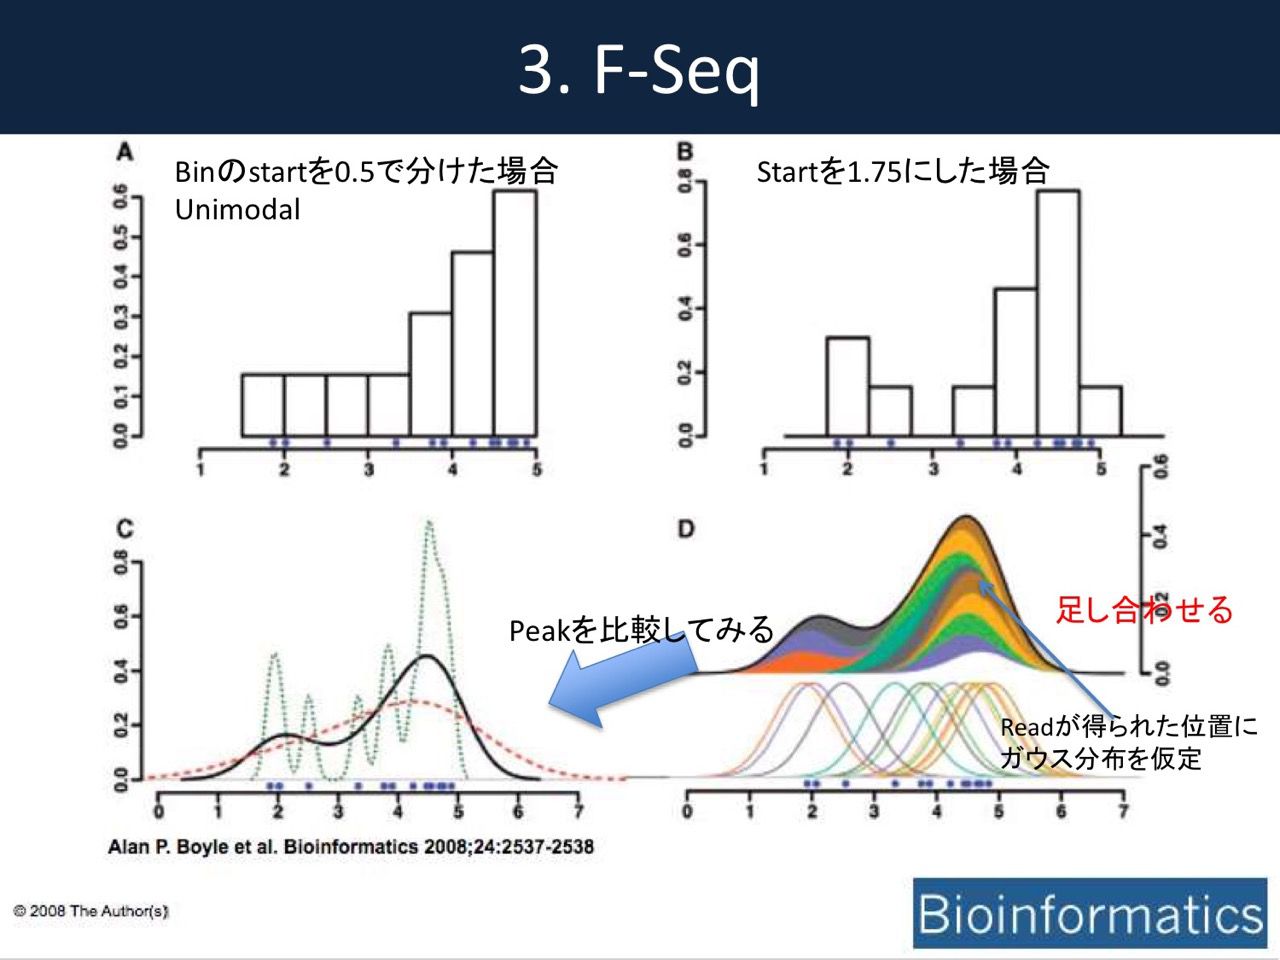 3. F-Seq
A
Binのstartを0.5で分けた場合
Unimodal
0.0 0.1 0.2 0.3 0.4 0.5 0.6
1 2 3 4 5
B
Startを1.75にした場合
0.0 0.2 0.4 0.6 0.8
1 2 3 4 5
C
0.0 0.2 0.4 0.6 0.8
0 1 2 3 4 5 6 7
Peakを比較してみる
D
0.0 0.2 0.4 0.6
足し合わせる
Readが得られた位置に
ガウス分布を仮定
0 1 2 3 4 5 6 7
Alan P. Boyle et al. Bioinformatics 2008;24:2537-2538
© 2008 The Author(s)
Bioinformatics